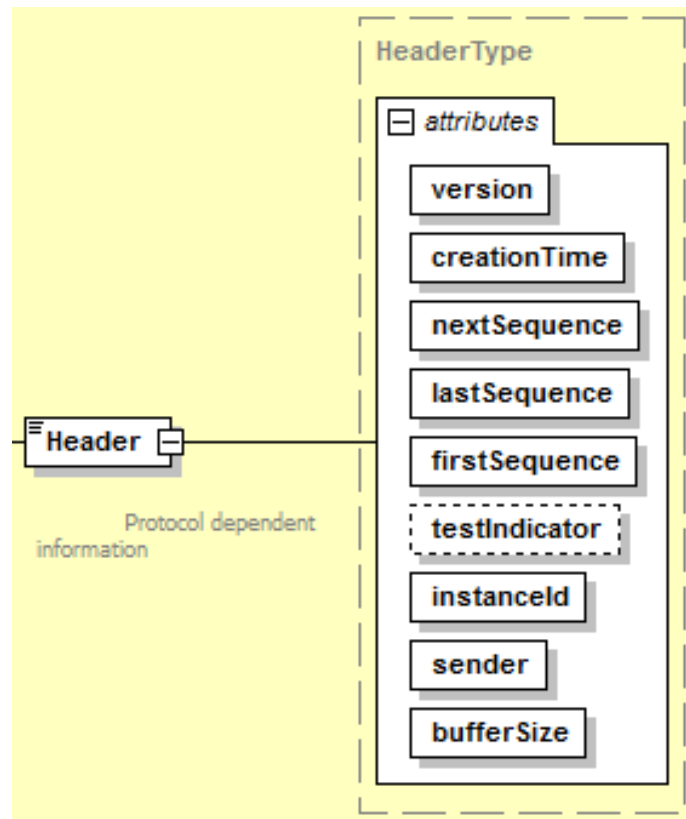 HeaderType
attributes
version
creationTime
nextSequence
lastSequence
firstSequence
Header
Protocol dependent
information
testIndicator
instanceId
sender
bufferSize